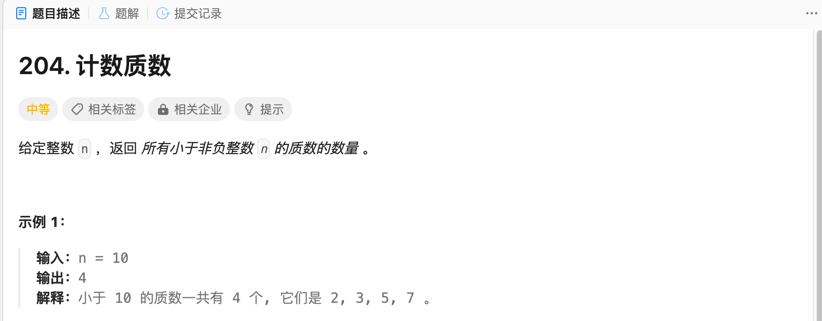 题目描述 题解 提交记录 ...
204. 计数质数
中等 相关标签 相关企业 提示
给定整数 n ，返回 所有小于非负整数 n 的质数的数量 。
示例 1：
输入：n = 10
输出：4
解释：小于 10 的质数一共有 4 个, 它们是 2, 3, 5, 7 。